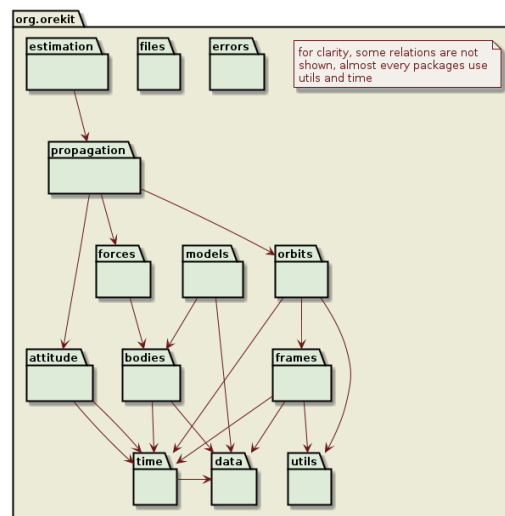 org.orekit
estimation
files
errors
for clarity, some relations are not
shown, almost every packages use
utils and time
propagation
forces
models
orbits
attitude
bodies
frames
time
data
utils